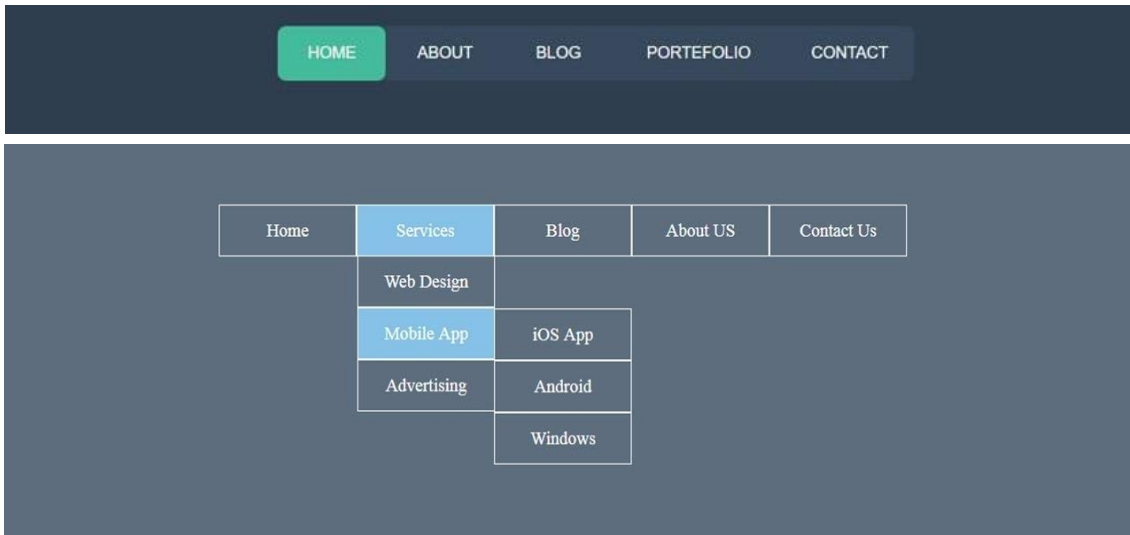 HOME ABOUT BLOG PORTEFOLIO CONTACT
Home Services Blog About US Contact Us
Web Design
Mobile App iOS App
Advertising Android
Windows